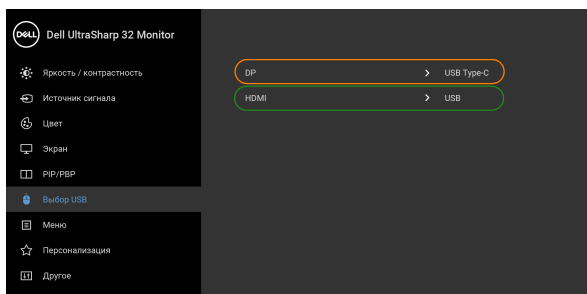 DELL Dell UltraSharp 32 Monitor
Яркость / контрастность
DP > USB Type-C
Источник сигнала
HDMI > USB
Цвет
Экран
PIP/PBP
Выбор USB
Меню
Персонализация
Другое